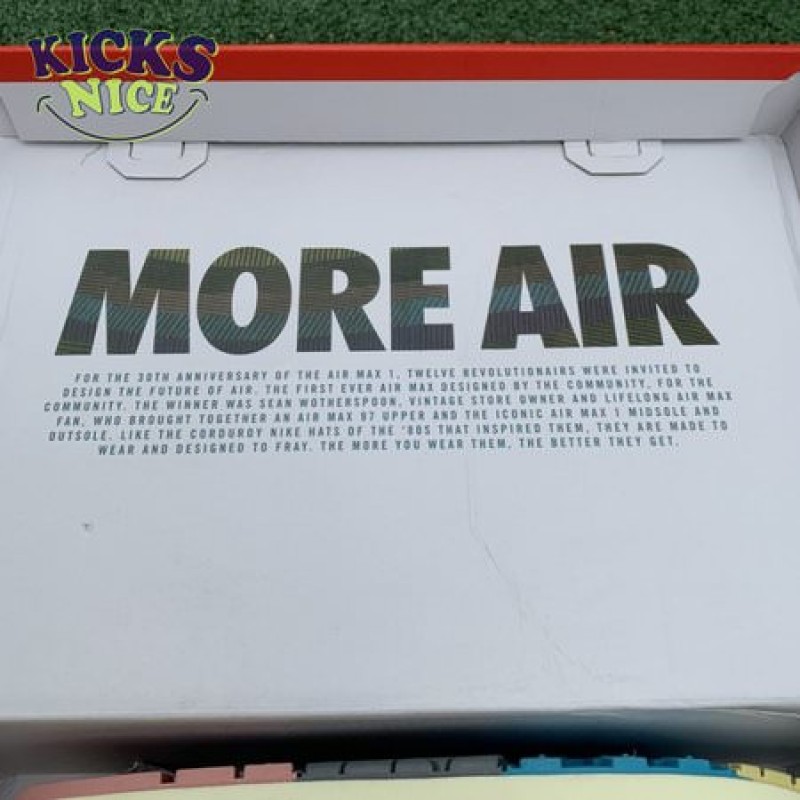 KICKS
NICE
MORE AIR
FOR THE 30TH ANNIVERSARY OF THE AIR MAX 1, TWELVE REVOLUTIONAIRS WERE INVITED TO
DESIGN THE FUTURE OF AIR. THE FIRST EVER AIR MAX DESIGNED BY THE COMMUNITY, FOR THE
COMMUNITY. THE WINNER WAS SEAN WOTHERSPOON, VINTAGE STORE OWNER AND LIFELONG AIR MAX
FAN, WHO BROUGHT TOGETHER AN AIR MAX 97 UPPER AND THE ICONIC AIR MAX 1 MIDSOLE AND
OUTSOLE. LIKE THE CORDUROY NIKE HATS OF THE '80S THAT INSPIRED THEM, THEY ARE MADE TO
WEAR AND DESIGNED TO FRAY. THE MORE YOU WEAR THEM, THE BETTER THEY GET.